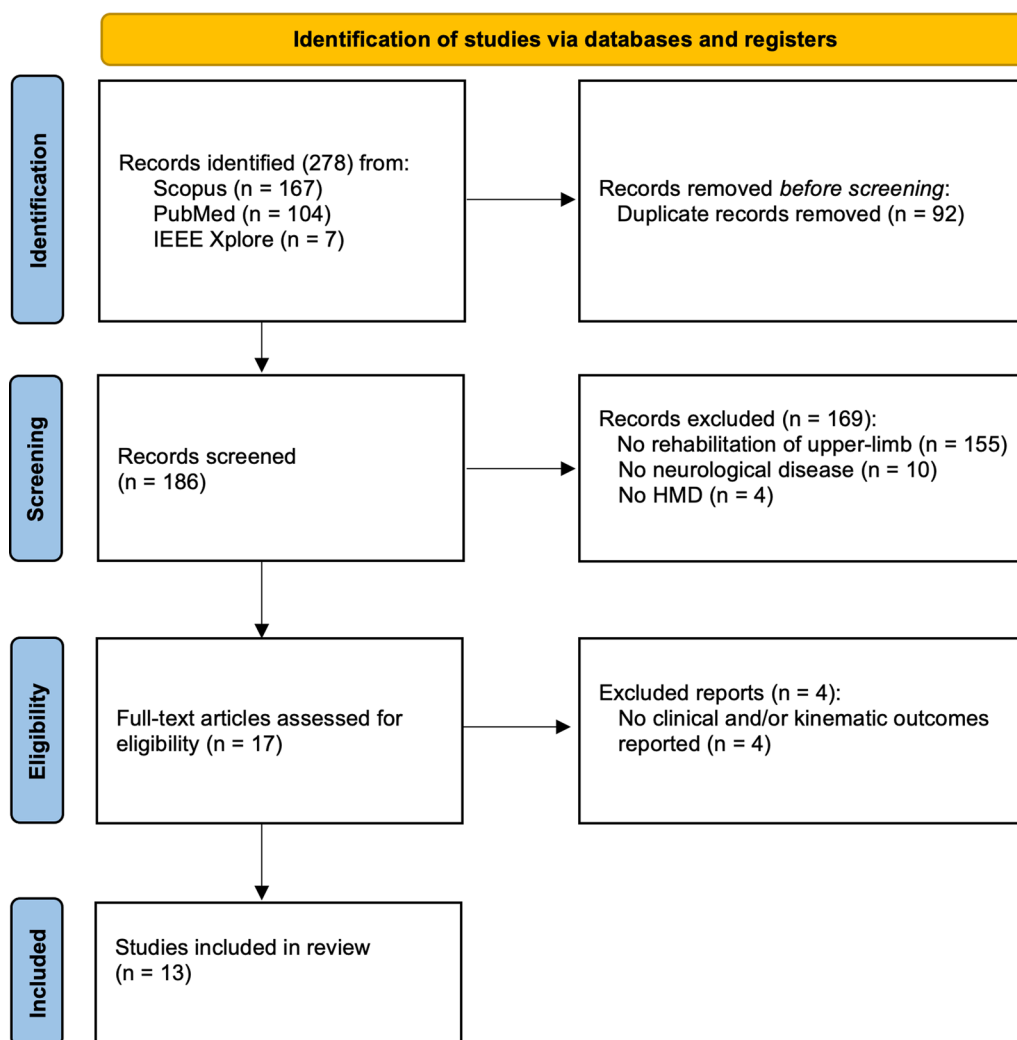 Identification of studies via databases and registers
Identification
Records identified (278) from:
Scopus (n = 167)
PubMed (n = 104)
IEEE Xplore (n = 7)
Records removed before screening:
Duplicate records removed (n = 92)
Screening
Records screened
(n = 186)
Records excluded (n = 169):
No rehabilitation of upper-limb (n = 155)
No neurological disease (n = 10)
No HMD (n = 4)
Eligibility
Full-text articles assessed for
eligibility (n = 17)
Excluded reports (n = 4):
No clinical and/or kinematic outcomes
reported (n = 4)
Included
Studies included in review
(n = 13)